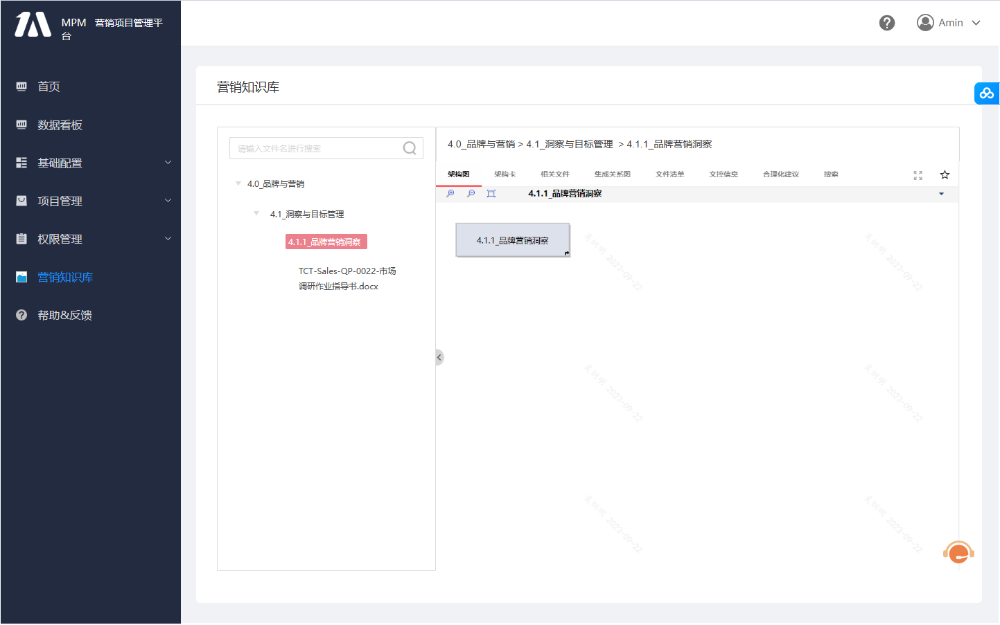 MPM 营销项目管理平
台
Amin
首页
数据看板
基础配置
项目管理
权限管理
营销知识库
帮助&反馈
营销知识库
请输入文件名进行搜索
4.0_品牌与营销
4.1_洞察与目标管理
4.1.1_品牌营销洞察
TCT-Sales-QP-0022-市场
调研作业指导书.docx
4.0_品牌与营销 > 4.1_洞察与目标管理 > 4.1.1_品牌营销洞察
架构图 架构卡 相关文件 集成关系图 文件清单 文控信息 合理化建议 搜索
4.1.1_品牌营销洞察
4.1.1_品牌营销洞察
2023-09-22
2023-09-22
2023-09-22
2023-09-22
2023-09-22
2023-09-22